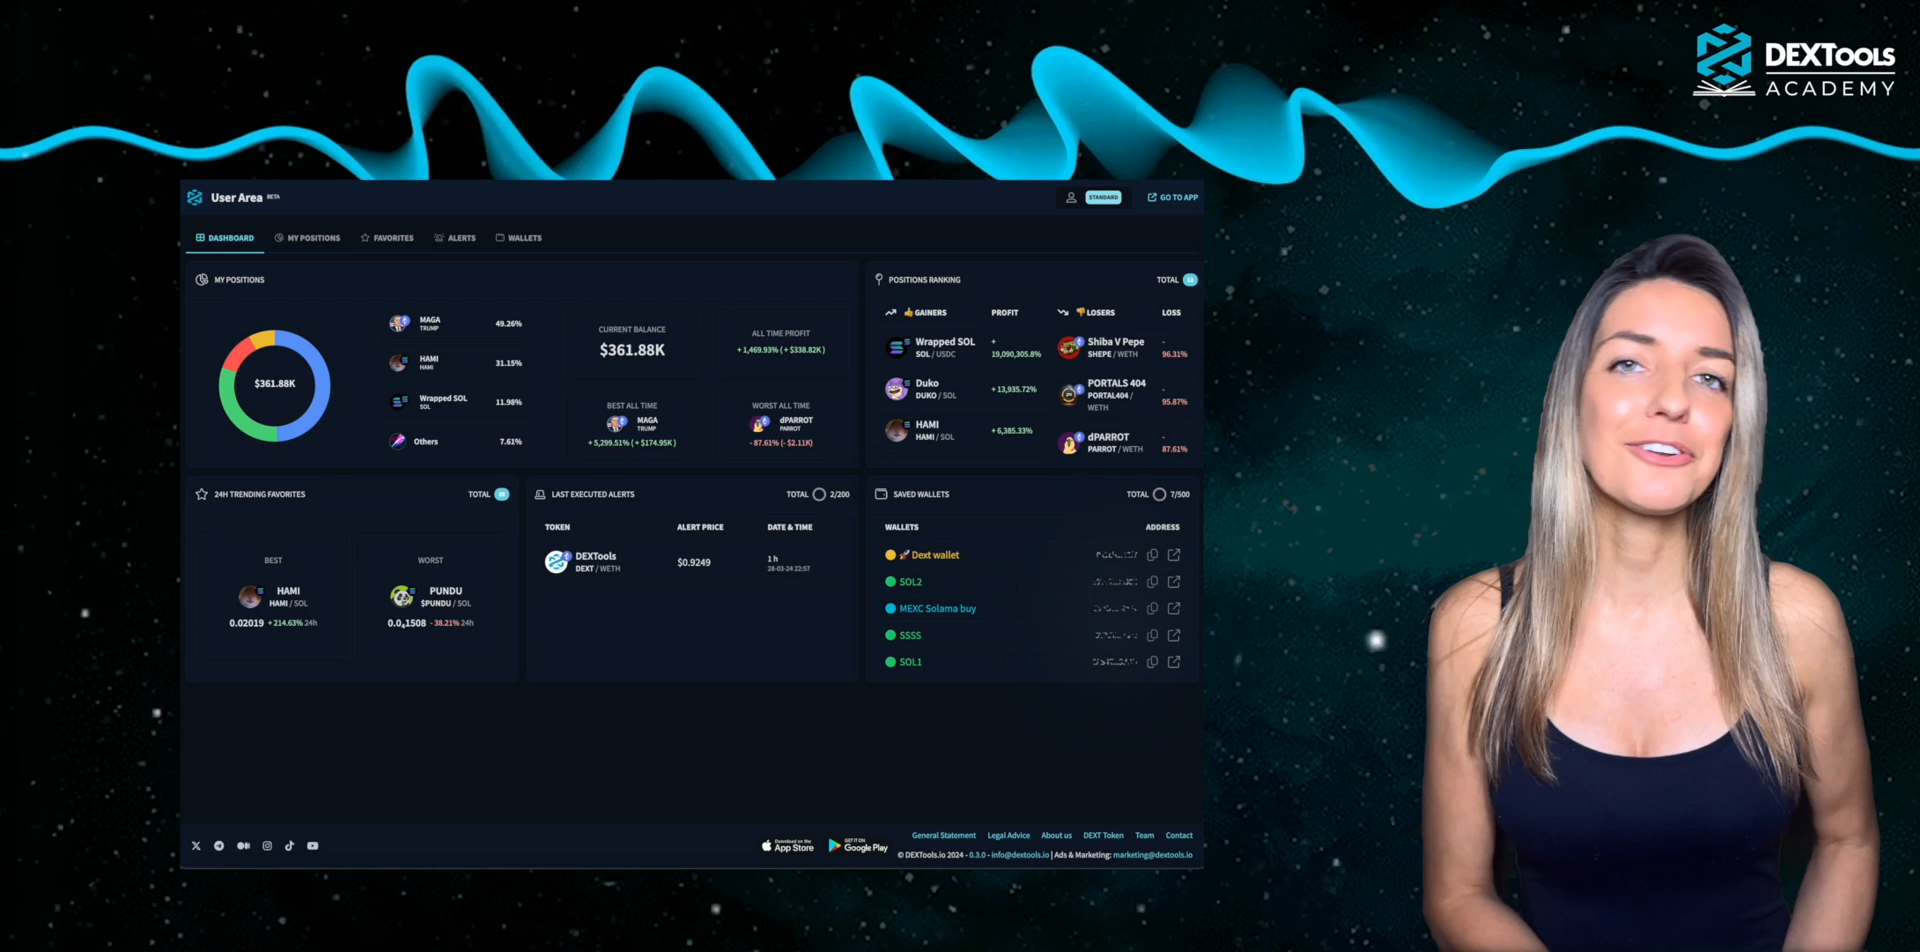 DEXTools
ACADEMY
User Area BETA
STANDARD
GO TO APP
DASHBOARD
MY POSITIONS
FAVORITES
ALERTS
WALLETS
MY POSITIONS
$361.88K
MAGA
TRUMP
49.26%
HAMI
HAMI
31.15%
Wrapped SOL
SOL
11.98%
Others
7.61%
CURRENT BALANCE
$361.88K
ALL TIME PROFIT
+ 1,469.93% ( + $338.82K )
BEST ALL TIME
MAGA
TRUMP
+ 5,299.51% ( + $174.95K )
WORST ALL TIME
dPARROT
PARROT
- 87.61% (- $2.11K)
POSITIONS RANKING
TOTAL
GAINERS
PROFIT
LOSERS
LOSS
Wrapped SOL
SOL / USDC
+
19,090,305.8%
Duko
DUKO / SOL
+ 13,935.72%
HAMI
HAMI / SOL
+ 6,385.33%
Shiba V Pepe
SHEPE / WETH
-
96.31%
PORTALS 404
PORTAL404 /
WETH
-
95.87%
dPARROT
PARROT / WETH
-
87.61%
24H TRENDING FAVORITES
TOTAL
BEST
HAMI
HAMI / SOL
0.02019 + 214.63% 24h
WORST
PUNDU
$PUNDU / SOL
0.0₄1508 - 38.21% 24h
LAST EXECUTED ALERTS
TOTAL 2/200
TOKEN
ALERT PRICE
DATE & TIME
DEXTools
DEXT / WETH
$0.9249
1 h
28-03-24 22:57
SAVED WALLETS
TOTAL 7/500
WALLETS
ADDRESS
Dext wallet
SOL2
MEXC Solama buy
SSSS
SOL1
Download on the
App Store
GET IT ON
Google Play
General Statement
Legal Advice
About us
DEXT Token
Team
Contact
© DEXTools.io 2024 - 0.3.0 - info@dextools.io | Ads & Marketing: marketing@dextools.io